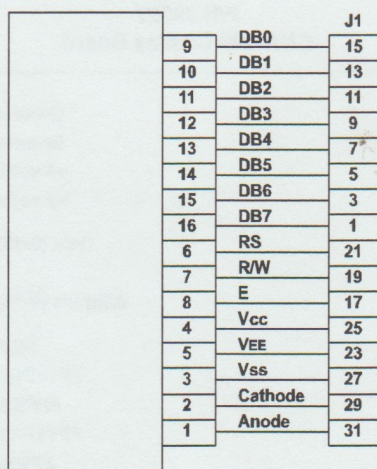 J1
9 DB0 15
10 DB1 13
11 DB2 11
12 DB3 9
13 DB4 7
14 DB5 5
15 DB6 3
16 DB7 1
6 RS 21
7 R/W 19
8 E 17
4 Vcc 25
5 VEE 23
3 Vss 27
2 Cathode 29
1 Anode 31